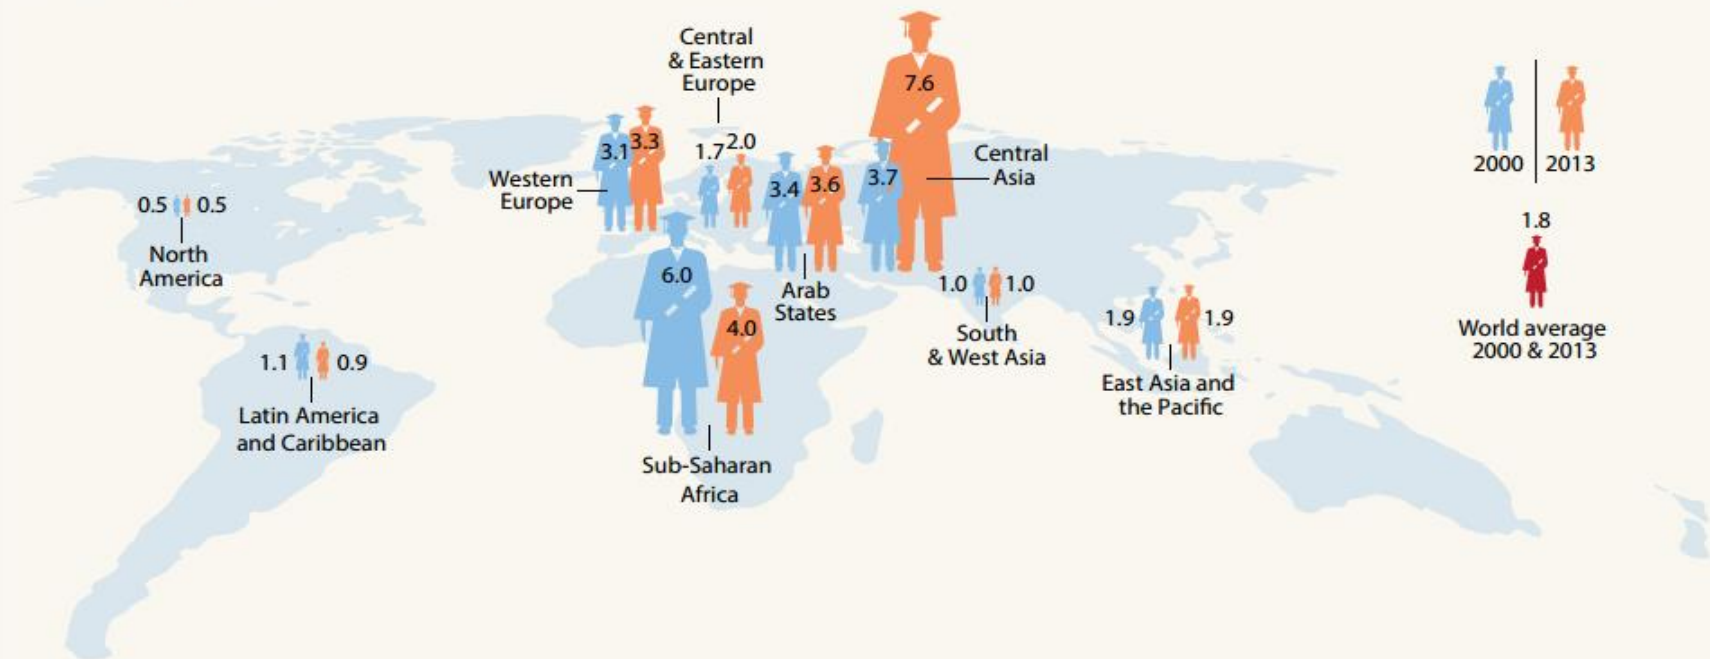 Central
& Eastern
Europe
1.7 2.0
Western
Europe
3.1 3.3
3.4 3.6
Arab
States
3.7 7.6
Central
Asia
2000 2013
1.8
World average
2000 & 2013
0.5 0.5
North
America
6.0 4.0
Sub-Saharan
Africa
1.0 1.0
South
& West Asia
1.9 1.9
East Asia and
the Pacific
1.1 0.9
Latin America
and Caribbean